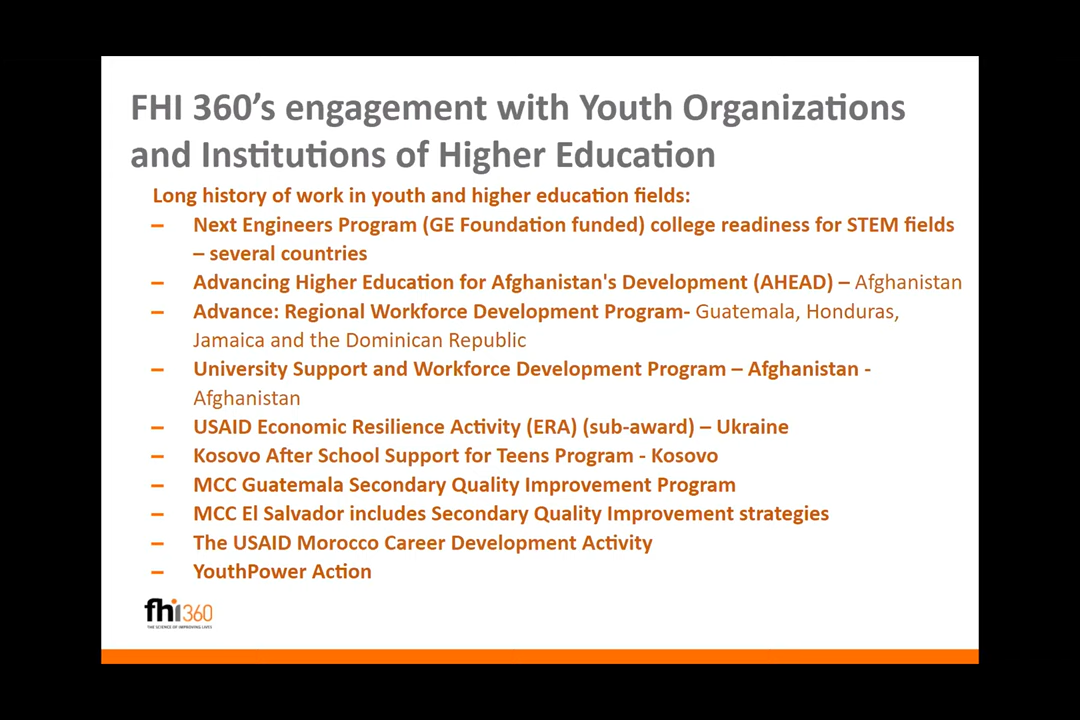 FHI 360’s engagement with Youth Organizations
and Institutions of Higher Education
Long history of work in youth and higher education fields:
– Next Engineers Program (GE Foundation funded) college readiness for STEM fields
– several countries
– Advancing Higher Education for Afghanistan's Development (AHEAD) – Afghanistan
– Advance: Regional Workforce Development Program- Guatemala, Honduras,
Jamaica and the Dominican Republic
– University Support and Workforce Development Program – Afghanistan -
Afghanistan
– USAID Economic Resilience Activity (ERA) (sub-award) – Ukraine
– Kosovo After School Support for Teens Program - Kosovo
– MCC Guatemala Secondary Quality Improvement Program
– MCC El Salvador includes Secondary Quality Improvement strategies
– The USAID Morocco Career Development Activity
– YouthPower Action
fhi360
THE SCIENCE OF IMPROVING LIVES